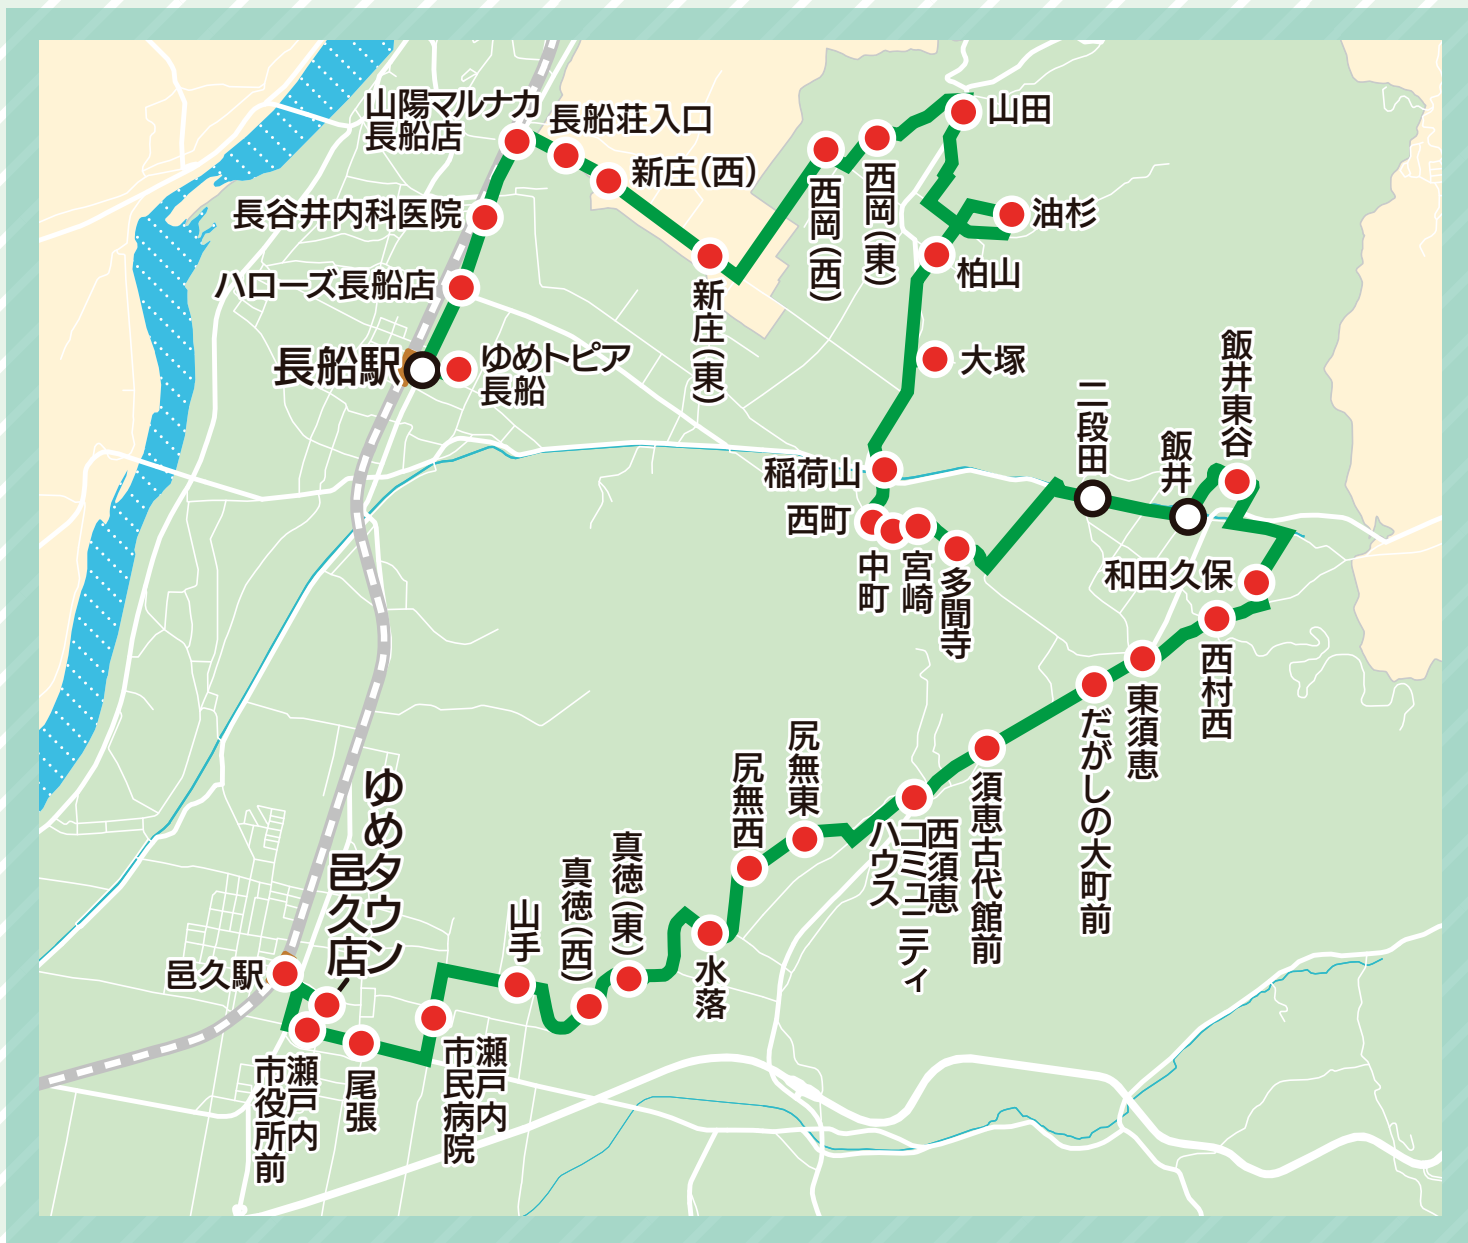 山陽マルナカ
長船店
長船荘入口
新庄（西）
長谷井内科医院
ハローズ長船店
長船駅
ゆめトピア
長船
新庄（東）
西岡（西）
西岡（東）
山田
油杉
柏山
大塚
稲荷山
西町
中町
宮崎
多聞寺
二段田
飯井
飯井東谷
和田久保
西村西
東須恵
だがしの大町前
須恵古代館前
西須恵
コミュニティ
ハウス
尻無東
尻無西
水落
真徳（東）
真徳（西）
山手
瀬戸内
市民病院
尾張
瀬戸内
市役所前
ゆめタウン
邑久店
邑久駅